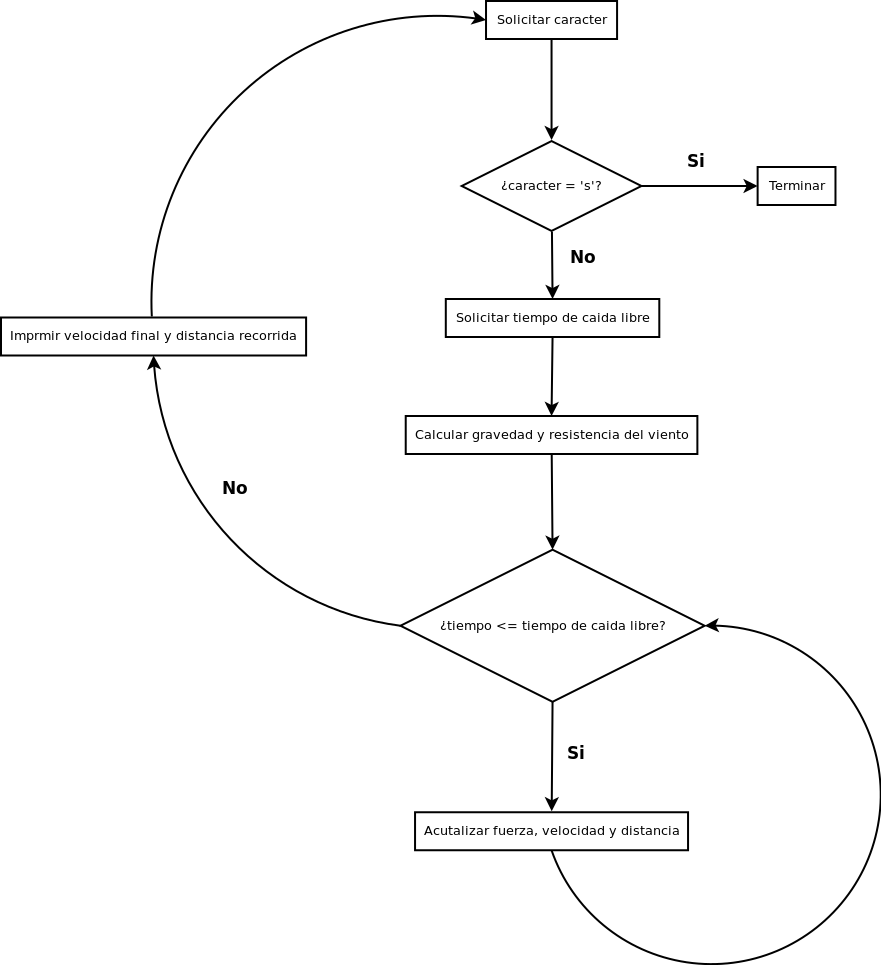 Solicitar caracter
¿caracter = 's'?
Si
Terminar
No
Solicitar tiempo de caida libre
Imprmir velocidad final y distancia recorrida
Calcular gravedad y resistencia del viento
No
¿tiempo <= tiempo de caida libre?
Si
Acutalizar fuerza, velocidad y distancia